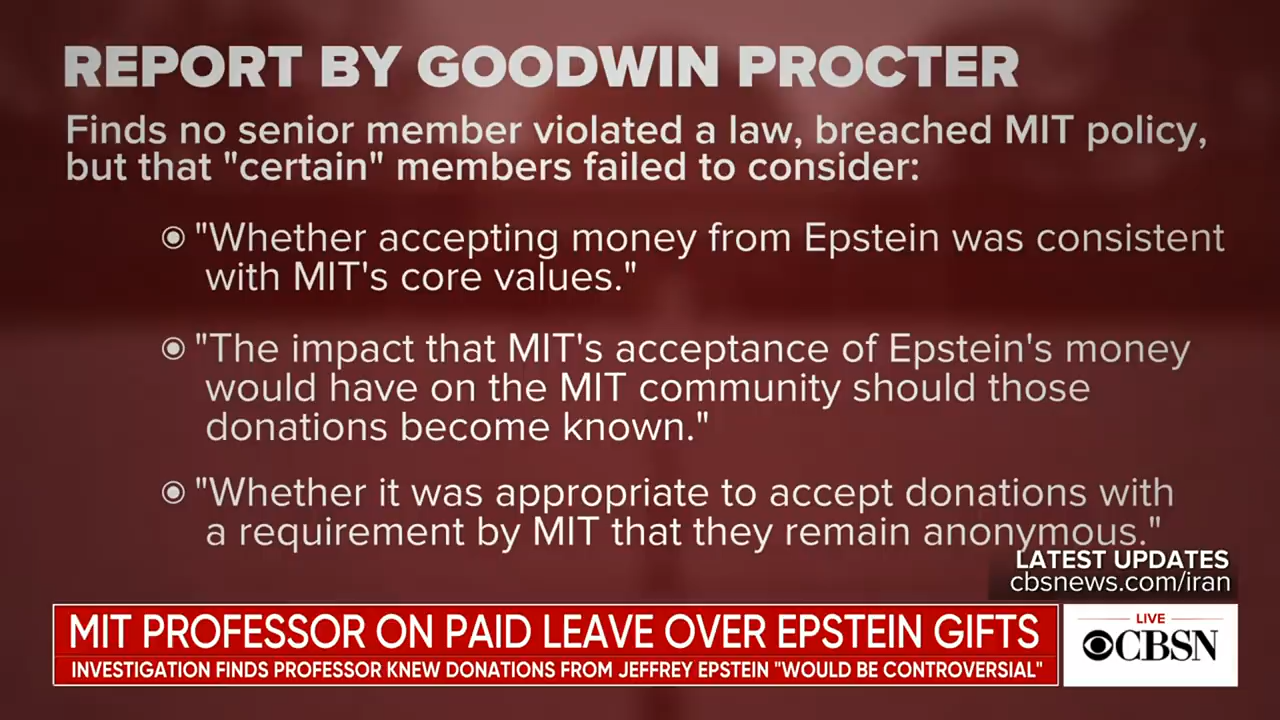 REPORT BY GOODWIN PROCTER
Finds no senior member violated a law, breached MIT policy,
but that "certain" members failed to consider:
"Whether accepting money from Epstein was consistent
with MIT's core values."
"The impact that MIT's acceptance of Epstein's money
would have on the MIT community should those
donations become known."
"Whether it was appropriate to accept donations with
a requirement by MIT that they remain anonymous."
LATEST UPDATES
cbsnews.com/iran
MIT PROFESSOR ON PAID LEAVE OVER EPSTEIN GIFTS
INVESTIGATION FINDS PROFESSOR KNEW DONATIONS FROM JEFFREY EPSTEIN "WOULD BE CONTROVERSIAL"
LIVE
CBSN